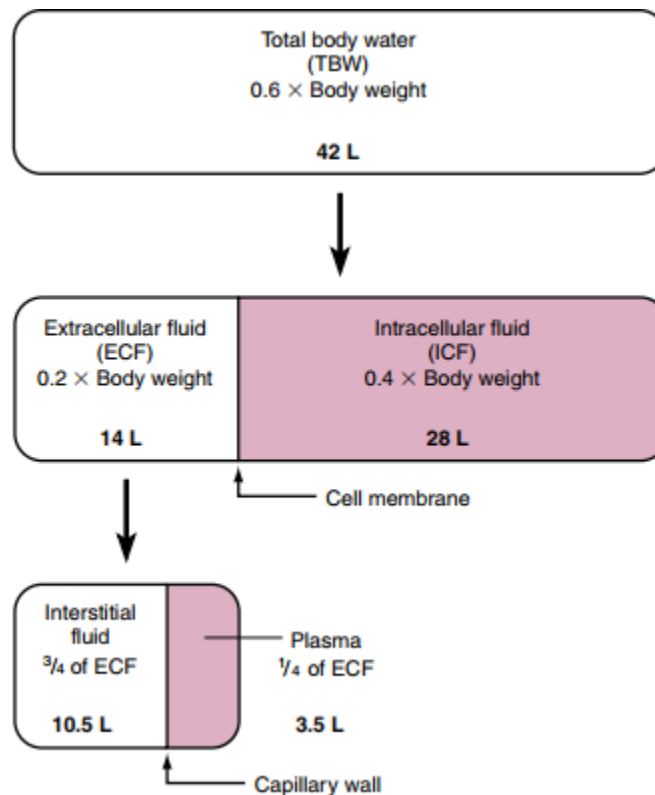 Total body water
(TBW)
0.6 × Body weight
42 L
Extracellular fluid
(ECF)
0.2 × Body weight
14 L
Intracellular fluid
(ICF)
0.4 × Body weight
28 L
Cell membrane
Interstitial
fluid
3/4 of ECF
10.5 L
Plasma
1/4 of ECF
3.5 L
Capillary wall